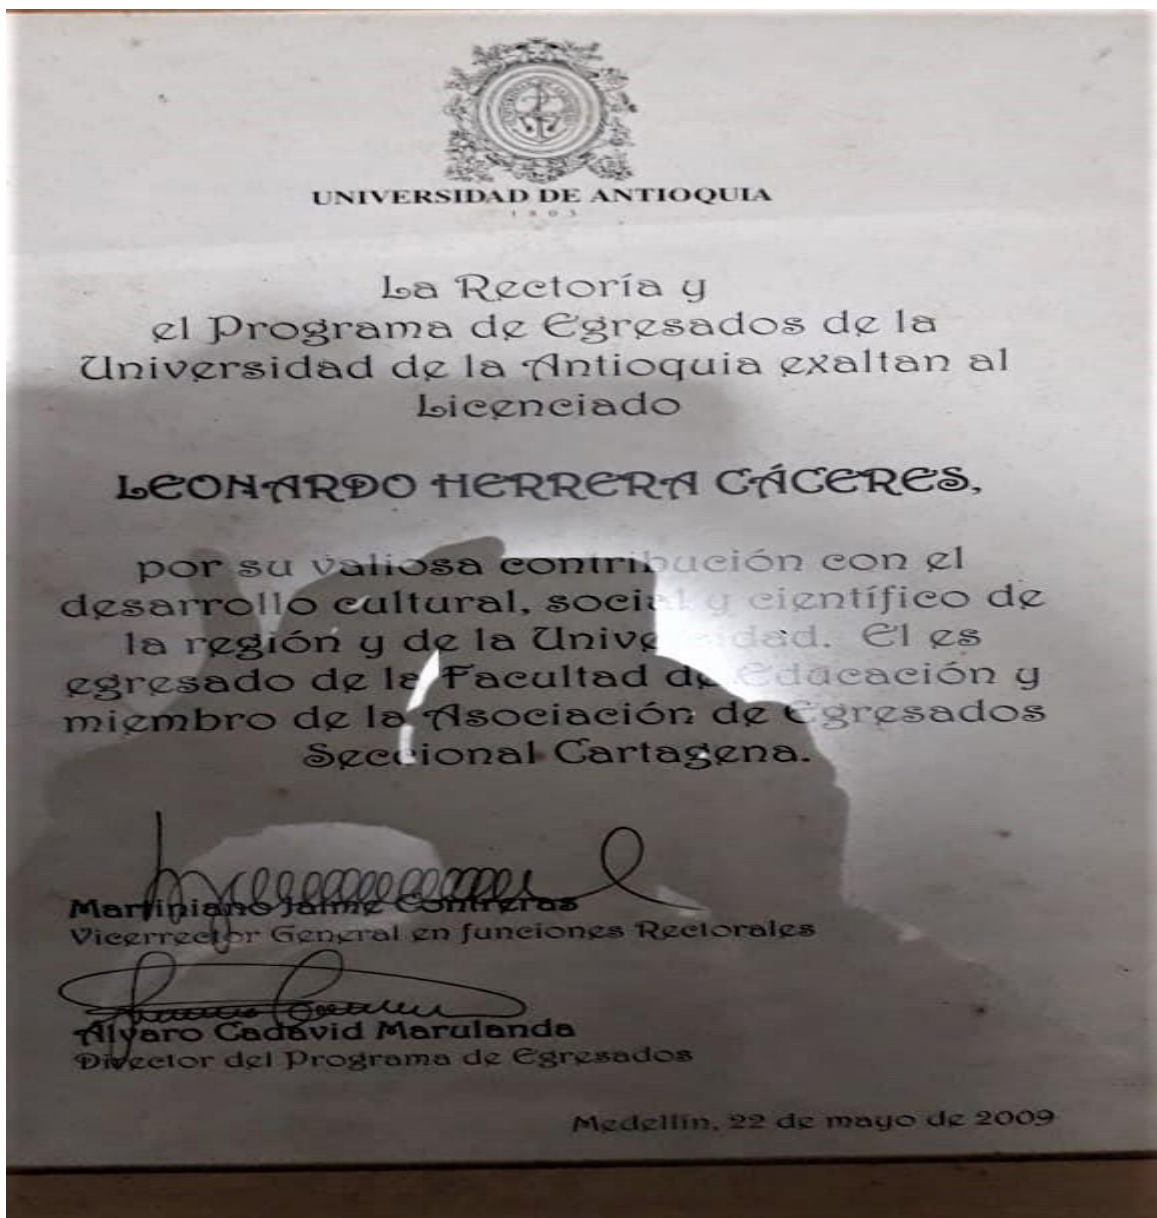 UNIVERSIDAD DE ANTIOQUIA
1803
La Rectoría y
el Programa de Egresados de la
Universidad de la Antioquia exaltan al
Licenciado
LEONARDO HERRERA CÁCERES,
por su valiosa contribución con el
desarrollo cultural, social y científico de
la región y de la Universidad. El es
egresado de la Facultad de Educación y
miembro de la Asociación de Egresados
Seccional Cartagena.
Martiniano Jaime Contreras
Vicerrector General en funciones Rectorales
Alvaro Cadavid Marulanda
Director del Programa de Egresados
Medellín, 22 de mayo de 2009